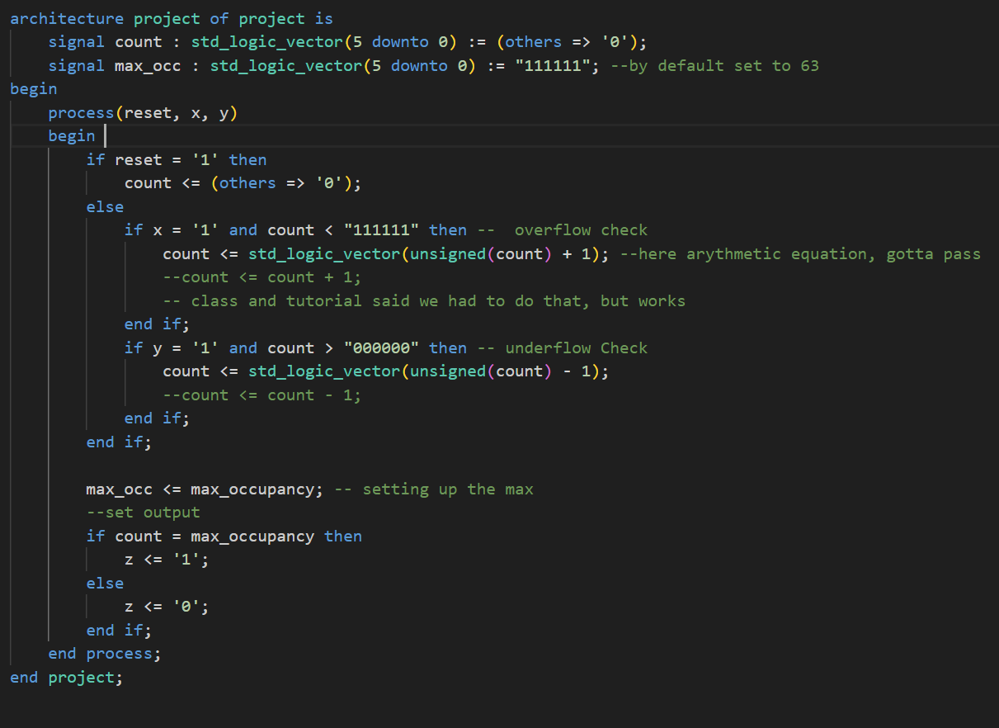 architecture project of project is
    signal count : std_logic_vector(5 downto 0) := (others => '0');
    signal max_occ : std_logic_vector(5 downto 0) := "111111"; --by default set to 63
begin
    process(reset, x, y)
    begin
        if reset = '1' then
            count <= (others => '0');
        else
            if x = '1' and count < "111111" then --  overflow check
                count <= std_logic_vector(unsigned(count) + 1); --here arythmetic equation, gotta pass
                --count <= count + 1;
                -- class and tutorial said we had to do that, but works
            end if;
            if y = '1' and count > "000000" then -- underflow Check
                count <= std_logic_vector(unsigned(count) - 1);
                --count <= count - 1;
            end if;
        end if;

        max_occ <= max_occupancy; -- setting up the max
        --set output
        if count = max_occupancy then
            z <= '1';
        else
            z <= '0';
        end if;
    end process;
end project;